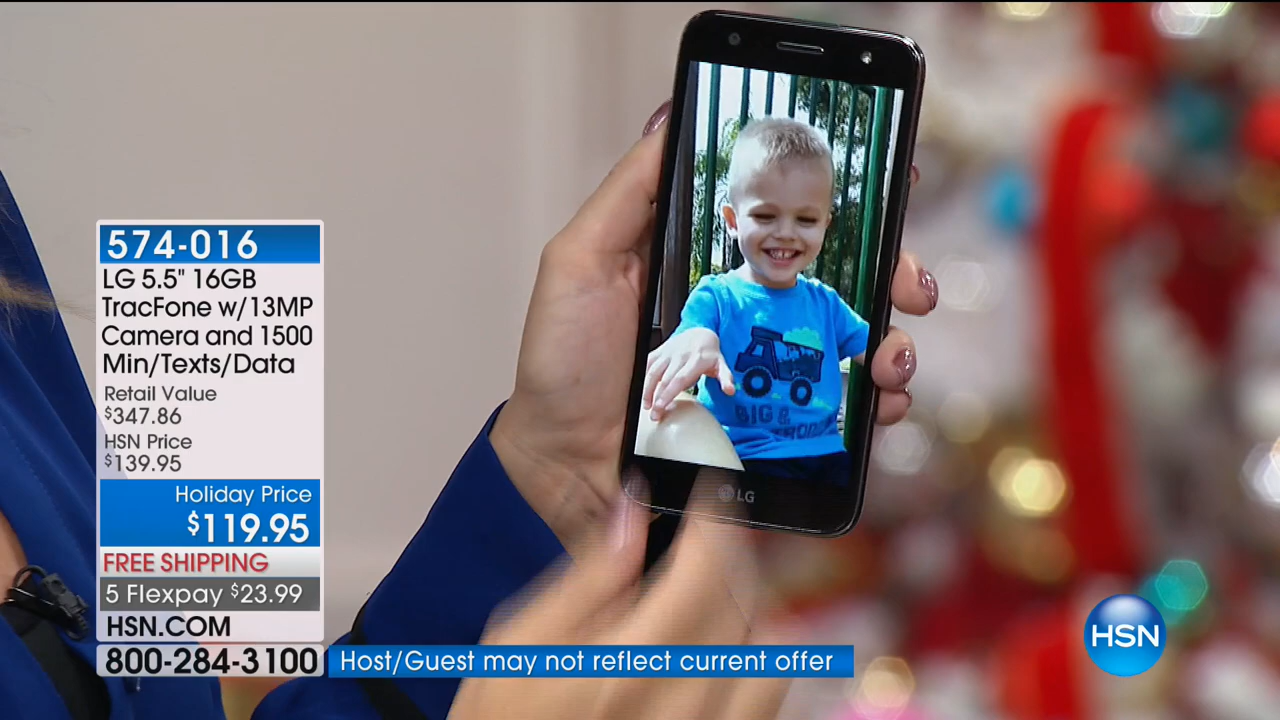 574-016
LG 5.5" 16GB
TracFone w/13MP
Camera and 1500
Min/Texts/Data
Retail Value
$347.86
HSN Price
$139.95
Holiday Price
$119.95
FREE SHIPPING
5 Flexpay $23.99
HSN.COM
800-284-3100
Host/Guest may not reflect current offer
BIG &
LG
HSN